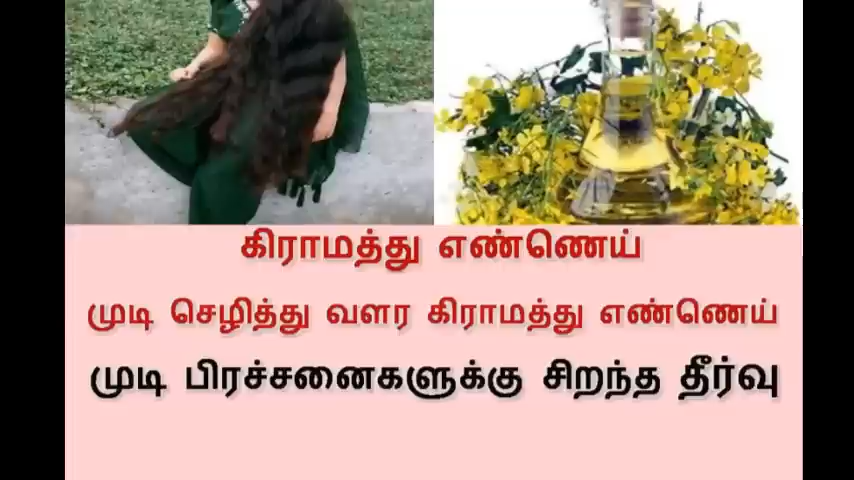 கிராமத்து எண்ணெய்
முடி செழித்து வளர கிராமத்து எண்ணெய்
முடி பிரச்சனைகளுக்கு சிறந்த தீர்வு